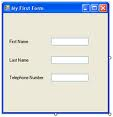 My First Form
First Name
Last Name
Telephone Number